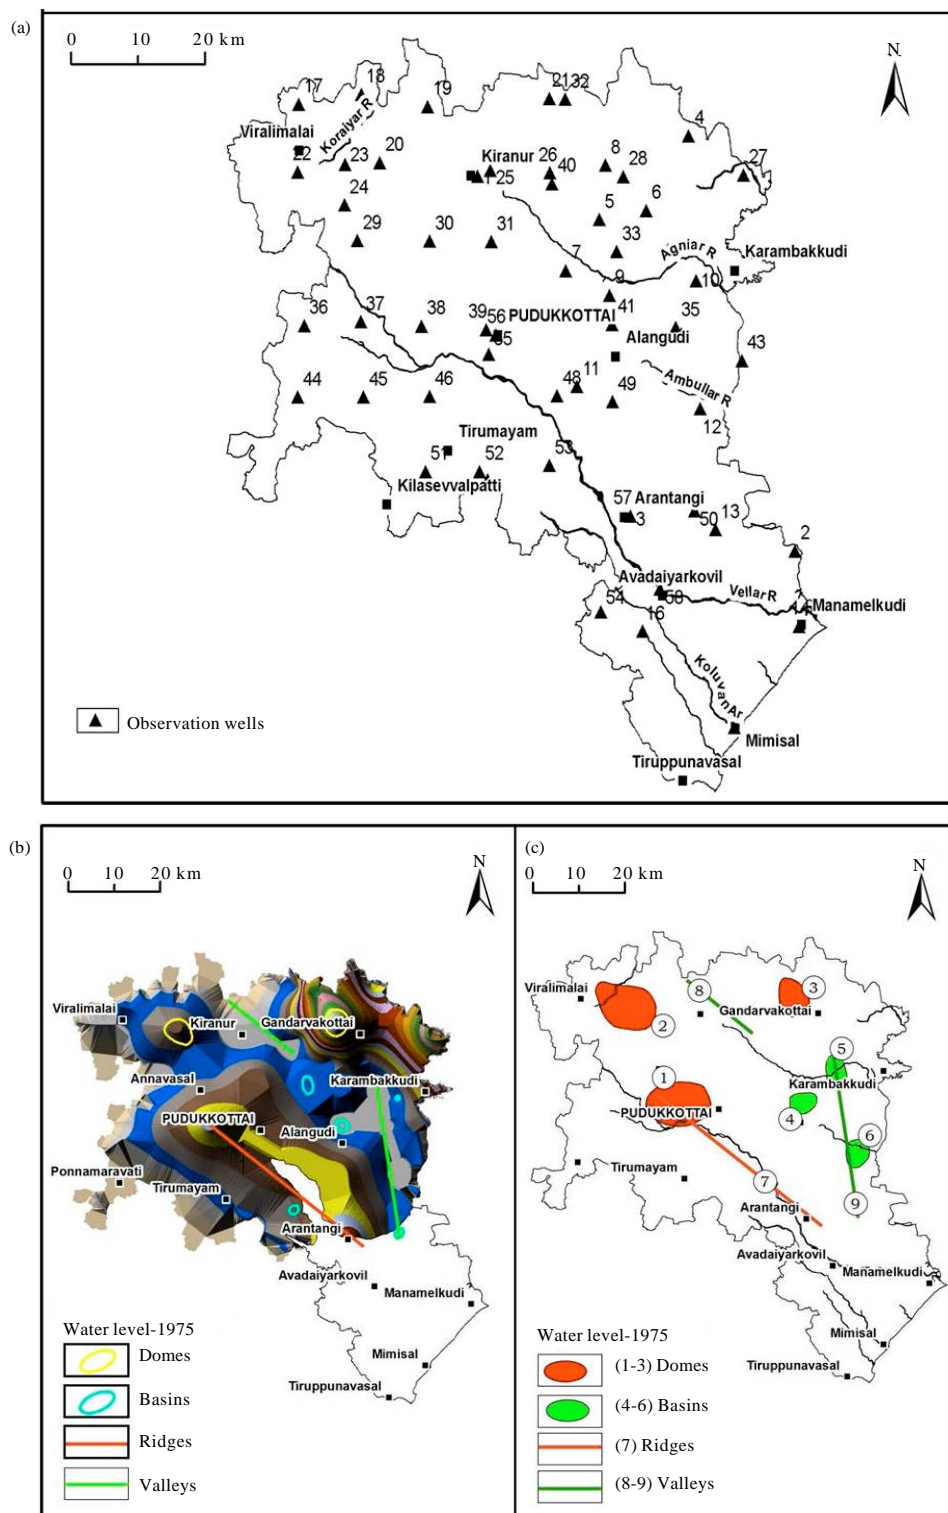 (a)
0 10 20 km
N
17
18
19
2132
4
Koraiyar R
Viralimalai
22
23
20
Kiranur
1
25
26
40
8
28
27
24
5
6
29
30
31
33
7
Agniar R
Karambakkudi
9
10
36
37
38
39
56
PUDUKKOTTAI
41
35
55
Alangudi
43
44
45
46
48
11
49
Ambullar R
12
Tirumayam
51
52
53
Kilasevvalpatti
57
Arantangi
3
50
13
2
Avadaiyarkovil
54
58
Vellar R
16
Manamelkudi
Koluvan Ar
Observation wells
Mimisal
Tiruppunavasal
(b)
0 10 20 km
N
Viralimalai
Kiranur
Gandarvakottai
Annavasal
Karambakkudi
PUDUKKOTTAI
Alangudi
Ponnamaravati
Tirumayam
Arantangi
Avadaiyarkovil
Manamelkudi
Mimisal
Tiruppunavasal
Water level-1975
Domes
Basins
Ridges
Valleys
(c)
0 10 20 km
N
Viralimalai
8
3
Gandarvakottai
2
5
1
Karambakkudi
PUDUKKOTTAI
4
6
Tirumayam
7
9
Arantangi
Avadaiyarkovil
Manamelkudi
Mimisal
Tiruppunavasal
Water level-1975
(1-3) Domes
(4-6) Basins
(7) Ridges
(8-9) Valleys